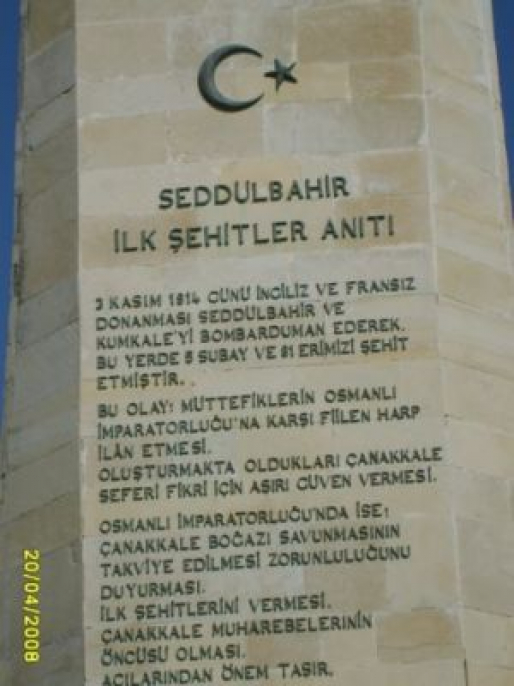 SEDDÜLBAHİR
İLK ŞEHİTLER ANITI
3 KASIM 1914 GÜNÜ İNGİLİZ VE FRANSIZ
DONANMASI SEDDÜLBAHİR VE
KUMKALE'Yİ BOMBARDUMAN EDEREK.
BU YERDE 5 SUBAY VE 81 ERİMİZİ ŞEHİT
ETMİŞTİR.
BU OLAY: MÜTTEFİKLERİN OSMANLI
İMPARATORLUĞU'NA KARŞI FİİLEN HARP
İLÂN ETMESİ.
OLUŞTURMAKTA OLDUKLARI ÇANAKKALE
SEFERİ FİKRİ İÇİN AŞIRI GÜVEN VERMESİ.
OSMANLI İMPARATORLUĞU'NDA İSE:
ÇANAKKALE BOĞAZI SAVUNMASININ
TAKVİYE EDİLMESİ ZORUNLULUĞUNU
DUYURMASI.
İLK ŞEHİTLERİNİ VERMESİ.
ÇANAKKALE MUHAREBELERİNİN
ÖNCÜSÜ OLMASI.
AÇILARINDAN ÖNEM TAŞIR.
20/04/2008